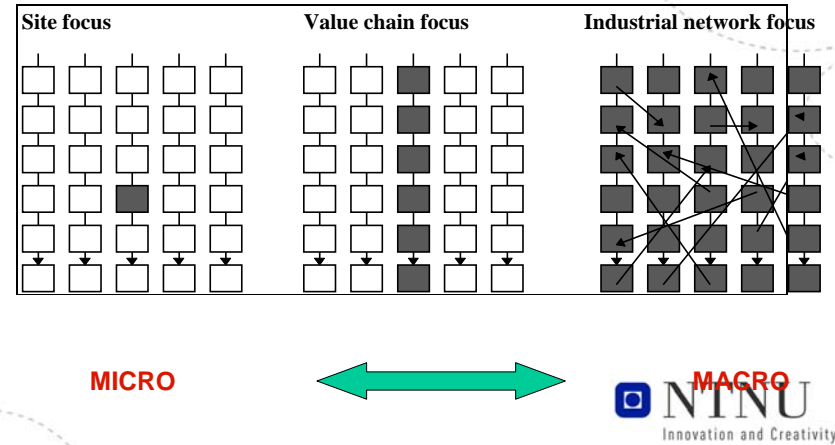 Site focus
Value chain focus
Industrial network focus
MICRO
MACRO
NTNU
Innovation and Creativity